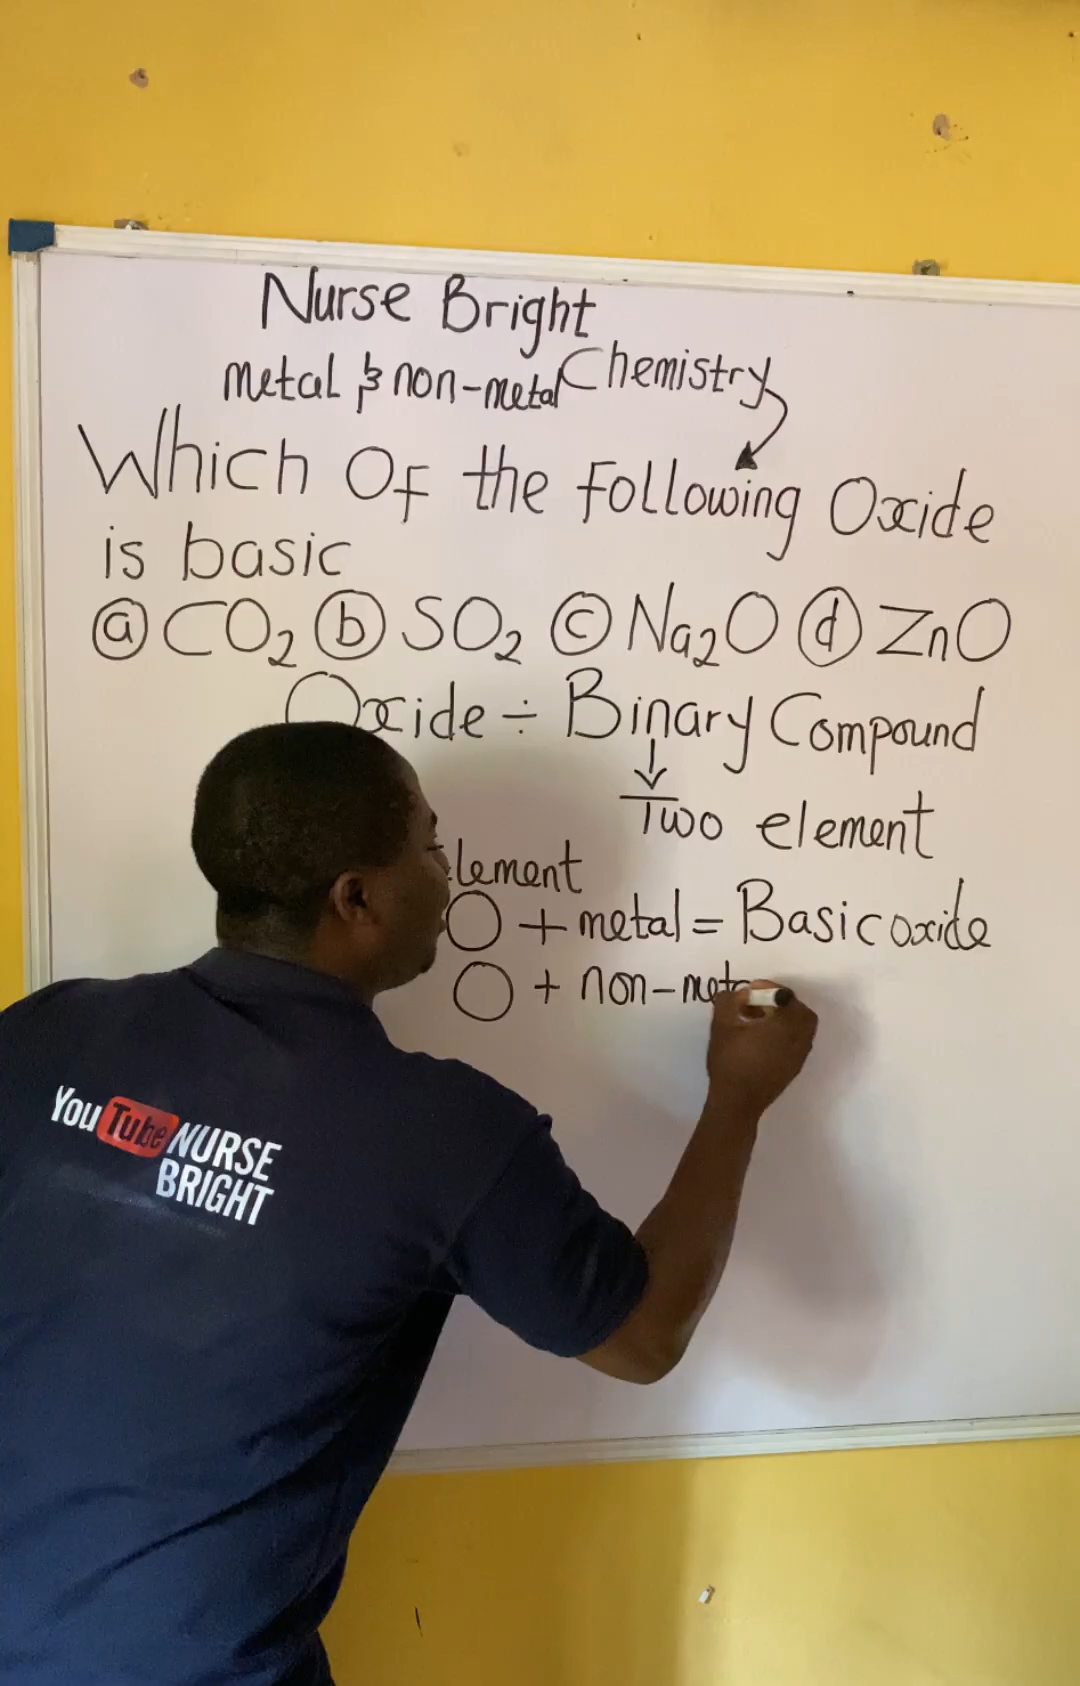 Nurse Bright
metal & non-metal Chemistry
Which Of the Following Oxide
is basic
ⓐ CO₂ ⓑ SO₂ ⓒ Na₂O ⓓ ZnO
Oxide ÷ Binary Compound
↓
Two element
lement
O + metal = Basic oxide
O + non-meta
YouTube NURSE
BRIGHT